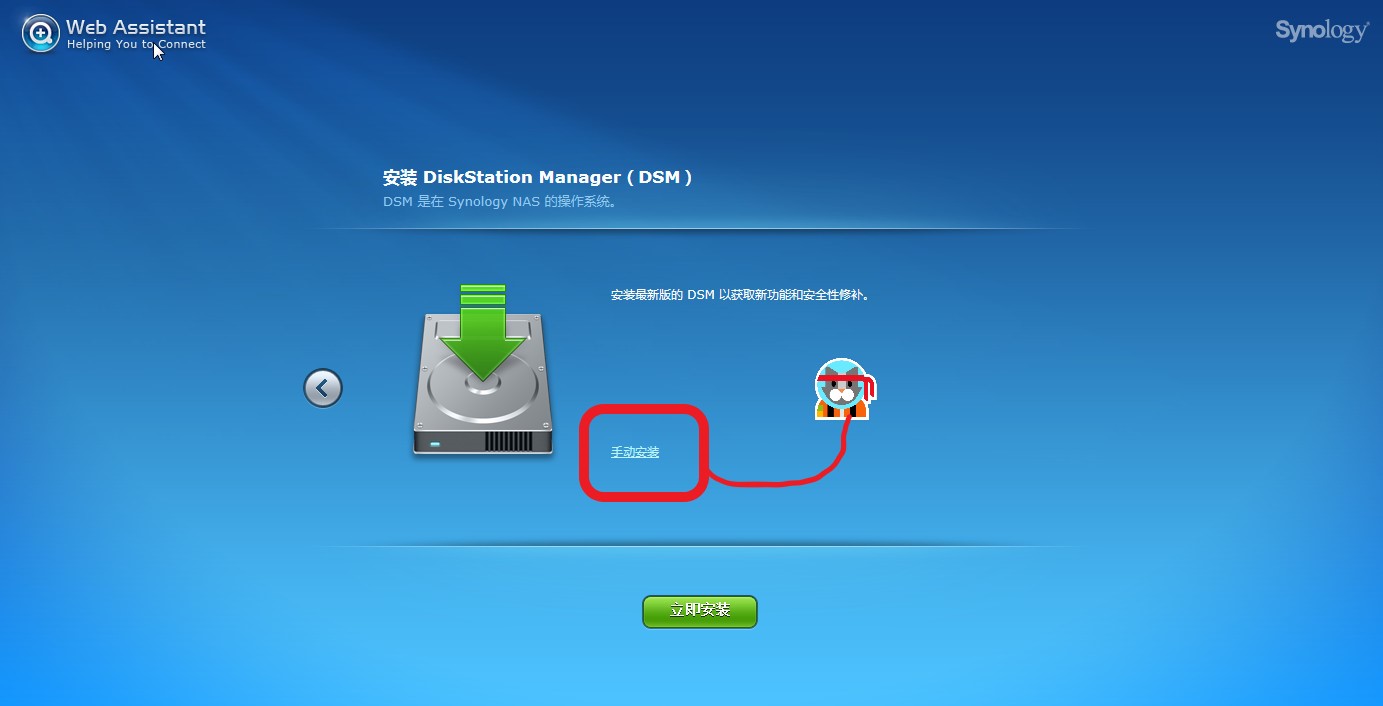 Web Assistant
Helping You to Connect
Synology
安装 DiskStation Manager ( DSM )
DSM 是在 Synology NAS 的操作系统。
安装最新版的 DSM 以获取新功能和安全性修补。
手动安装
立即安装